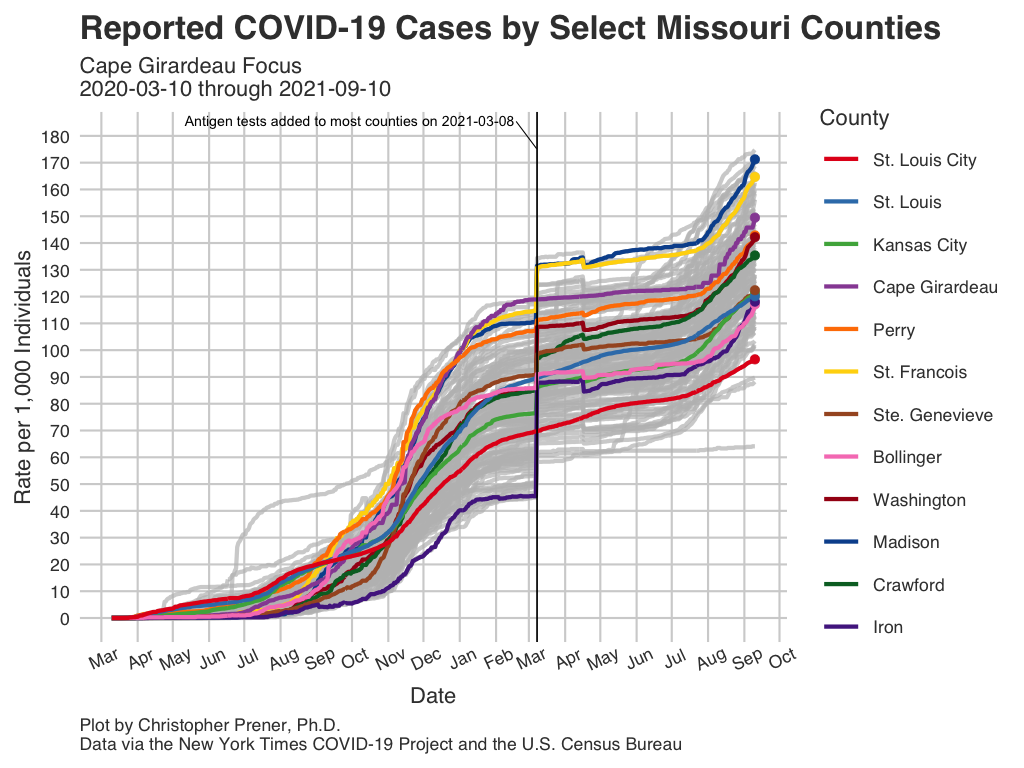 Reported COVID-19 Cases by Select Missouri Counties
Cape Girardeau Focus
2020-03-10 through 2021-09-10
Antigen tests added to most counties on 2021-03-08
Rate per 1,000 Individuals
180
170
160
150
140
130
120
110
100
90
80
70
60
50
40
30
20
10
0
Mar Apr May Jun Jul Aug Sep Oct Nov Dec Jan Feb Mar Apr May Jun Jul Aug Sep Oct
Date
County
St. Louis City
St. Louis
Kansas City
Cape Girardeau
Perry
St. Francois
Ste. Genevieve
Bollinger
Washington
Madison
Crawford
Iron
Plot by Christopher Prener, Ph.D.
Data via the New York Times COVID-19 Project and the U.S. Census Bureau